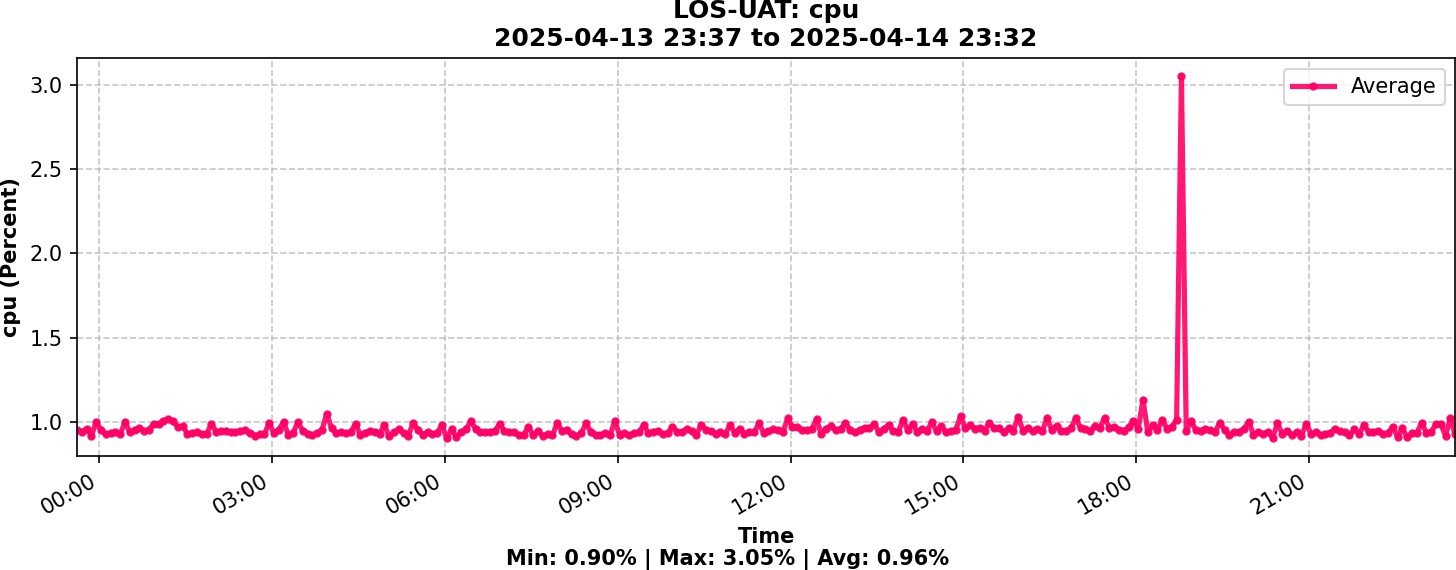 LOS-UAT: cpu
2025-04-13 23:37 to 2025-04-14 23:32
3.0
2.5
2.0
1.5
1.0
cpu (Percent)
Average
00:00
03:00
06:00
09:00
12:00
15:00
18:00
21:00
Time
Min: 0.90% | Max: 3.05% | Avg: 0.96%